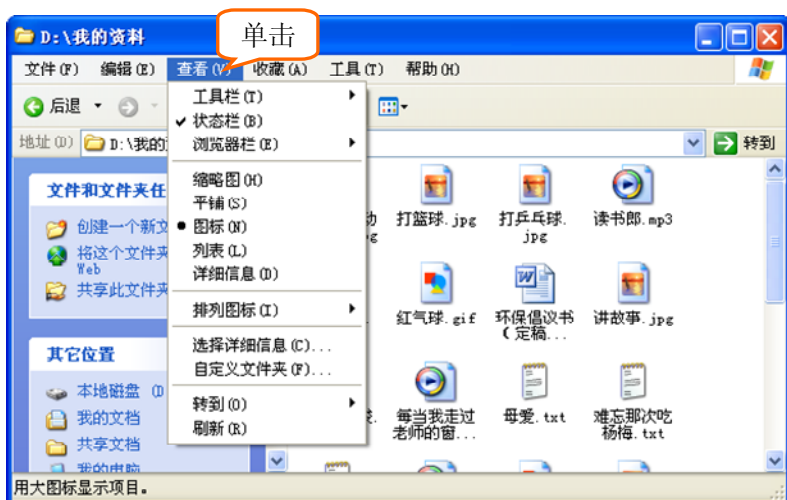 D:\我的资料
单击
文件(F) 编辑(E) 查看(V) 收藏(A) 工具(T) 帮助(H)
后退
地址(D) D:\我的
转到
工具栏(T)
状态栏(B)
浏览器栏(E)
缩略图(H)
平铺(S)
图标(N)
列表(L)
详细信息(D)
排列图标(I)
选择详细信息(C)...
自定义文件夹(F)...
转到(O)
刷新(R)
文件和文件夹任
创建一个新文
将这个文件夹
Web
共享此文件夹
其它位置
本地磁盘 (D
我的文档
共享文档
我的电脑
打篮球.jpg
打乒乓球.
jpg
读书郎.mp3
红气球.gif
环保倡议书
(定稿...
讲故事.jpg
每当我走过
老师的窗...
母爱.txt
难忘那次吃
杨梅.txt
用大图标显示项目。